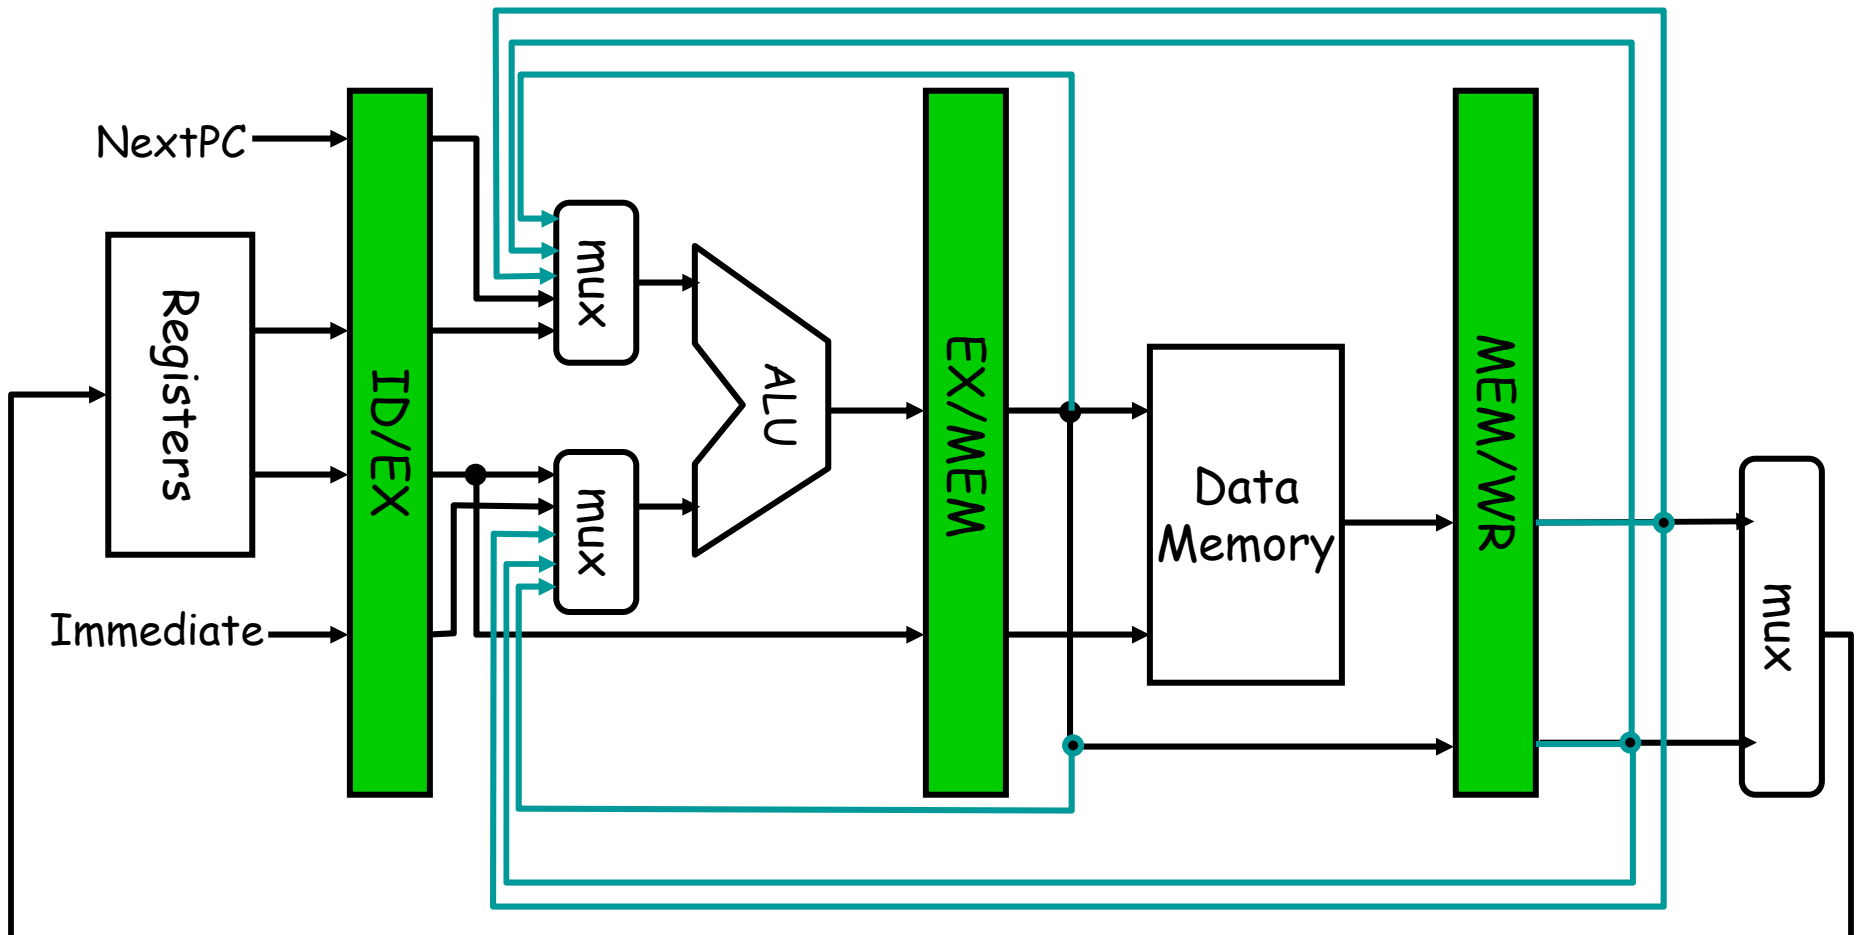 NextPC
Registers
Immediate
ID/EX
mux
mux
ALU
EX/MEM
Data
Memory
MEM/WR
mux